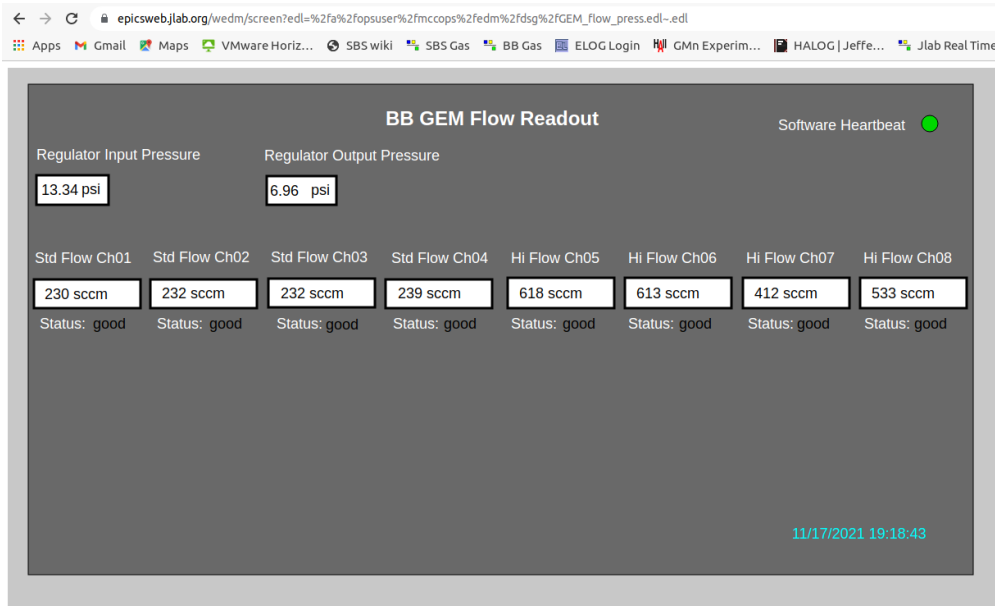 epicsweb.jlab.org/wedm/screen?edl=%2fa%2fopsuser%2fmccops%2fedm%2fdsg%2fGEM_flow_press.edl~.edl
Apps Gmail Maps VMware Horiz... SBS wiki SBS Gas BB Gas ELOG Login GMn Experim... HALOG | Jeffe... Jlab Real Time
BB GEM Flow Readout
Software Heartbeat
Regulator Input Pressure Regulator Output Pressure
13.34 psi 6.96 psi
Std Flow Ch01 Std Flow Ch02 Std Flow Ch03 Std Flow Ch04 Hi Flow Ch05 Hi Flow Ch06 Hi Flow Ch07 Hi Flow Ch08
230 sccm 232 sccm 232 sccm 239 sccm 618 sccm 613 sccm 412 sccm 533 sccm
Status: good Status: good Status: good Status: good Status: good Status: good Status: good Status: good
11/17/2021 19:18:43